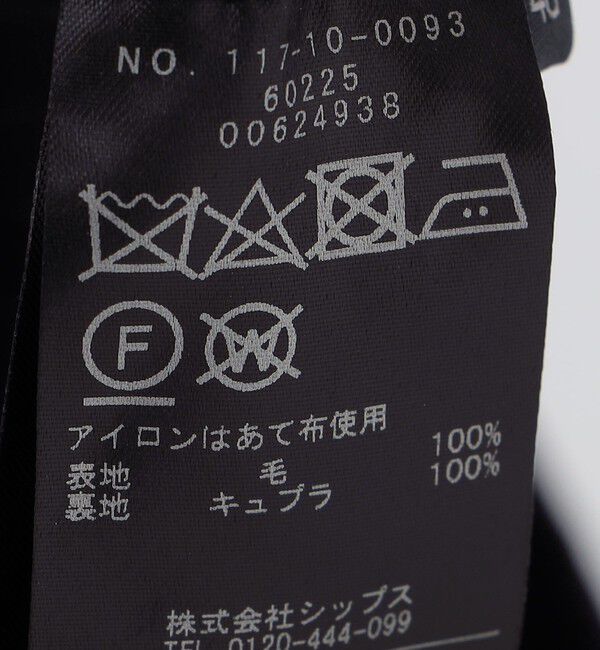 40
NO. 117-10-0093
60225
00624938
F
W
アイロンはあて布使用
表地 毛 100%
裏地 キュプラ 100%
株式会社シップス
TEL 0120-444-099